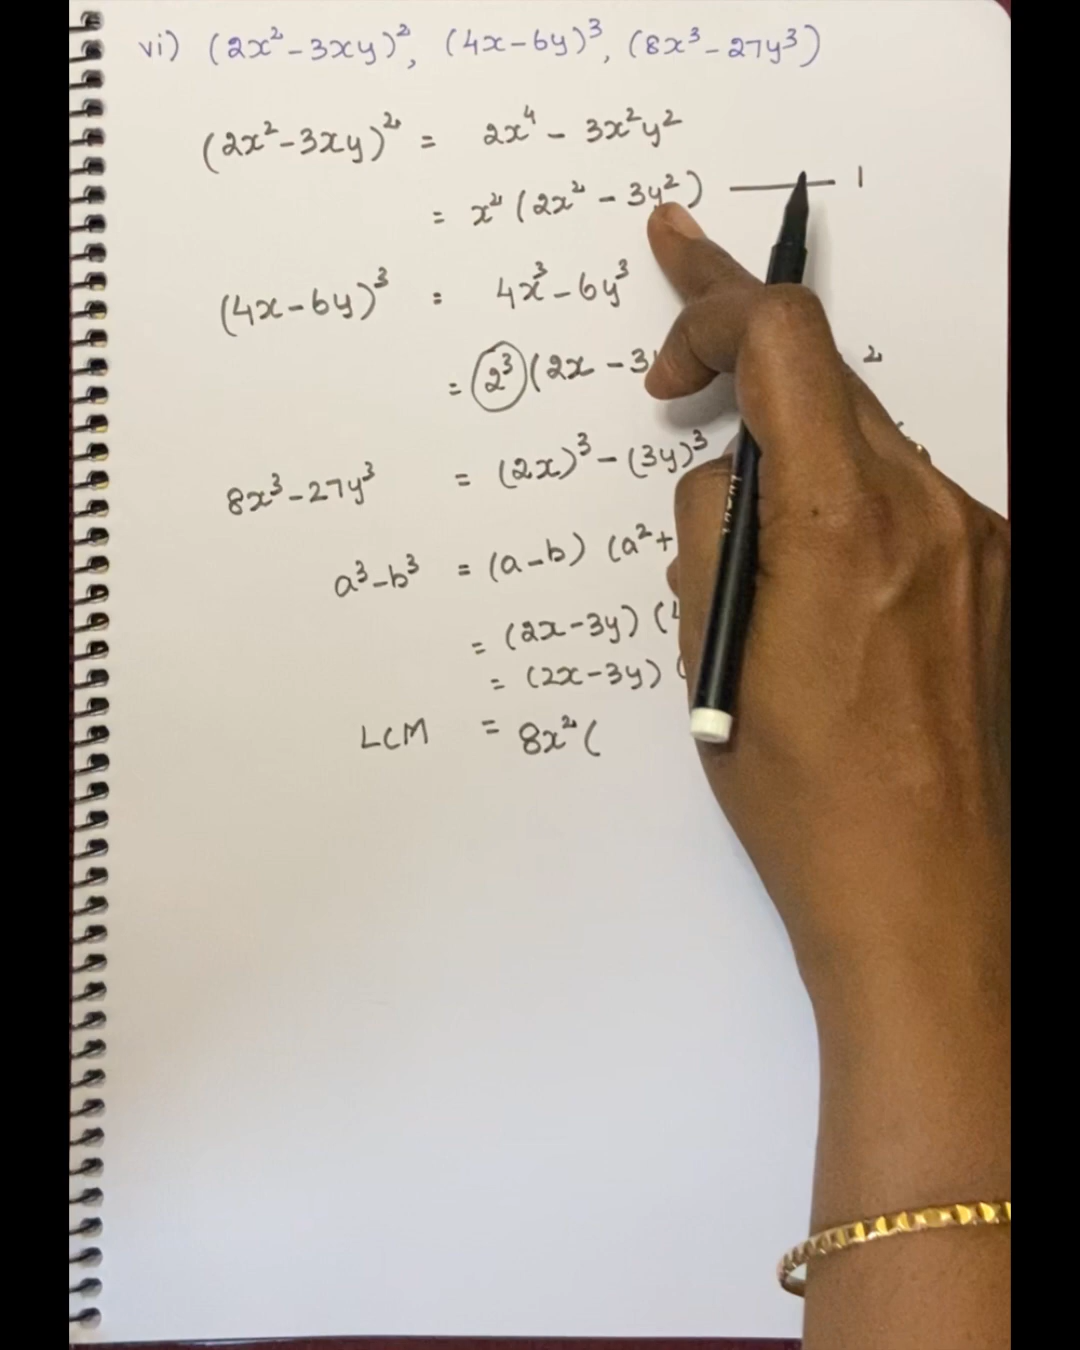 vi) (2x² - 3xy)², (4x - 6y)³, (8x³ - 27y³)
(2x² - 3xy)² = 2x⁴ - 3x²y²
= x² (2x² - 3y²) —— 1
(4x - 6y)³ = 4x³ - 6y³
= 2³ (2x - 3 2
8x³ - 27y³ = (2x)³ - (3y)³
a³ - b³ = (a - b) (a² +
= (2x - 3y) (
= (2x - 3y) (
LCM = 8x² (